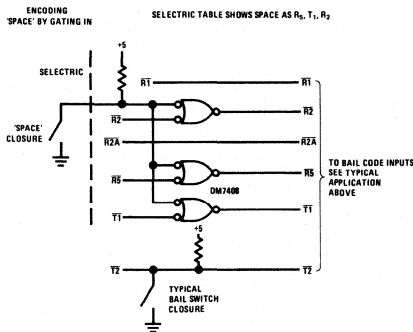 ENCODING
'SPACE' BY GATING IN
SELECTRIC TABLE SHOWS SPACE AS R5, T1, R2
+5
SELECTRIC
R1
R1
'SPACE'
CLOSURE
R2
R2
R2A
R2A
TO BAIL CODE INPUTS
SEE TYPICAL
APPLICATION
ABOVE
R5
R5
DM7408
T1
T1
+5
T2
T2
TYPICAL
BAIL SWITCH
CLOSURE